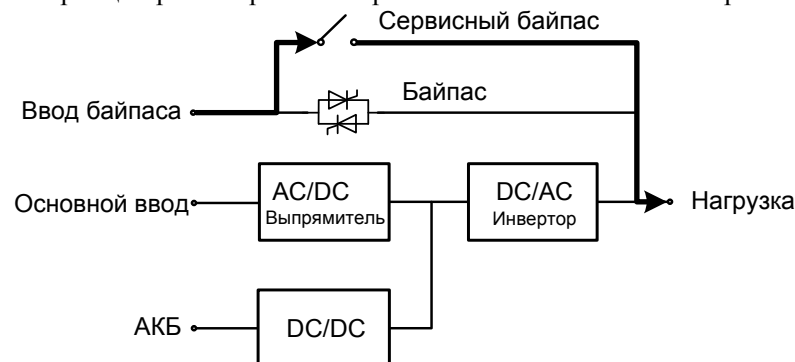 Сервисный байпас
Байпас
Ввод байпаса
AC/DC
Выпрямитель
DC/AC
Инвертор
Основной ввод
Нагрузка
АКБ
DC/DC